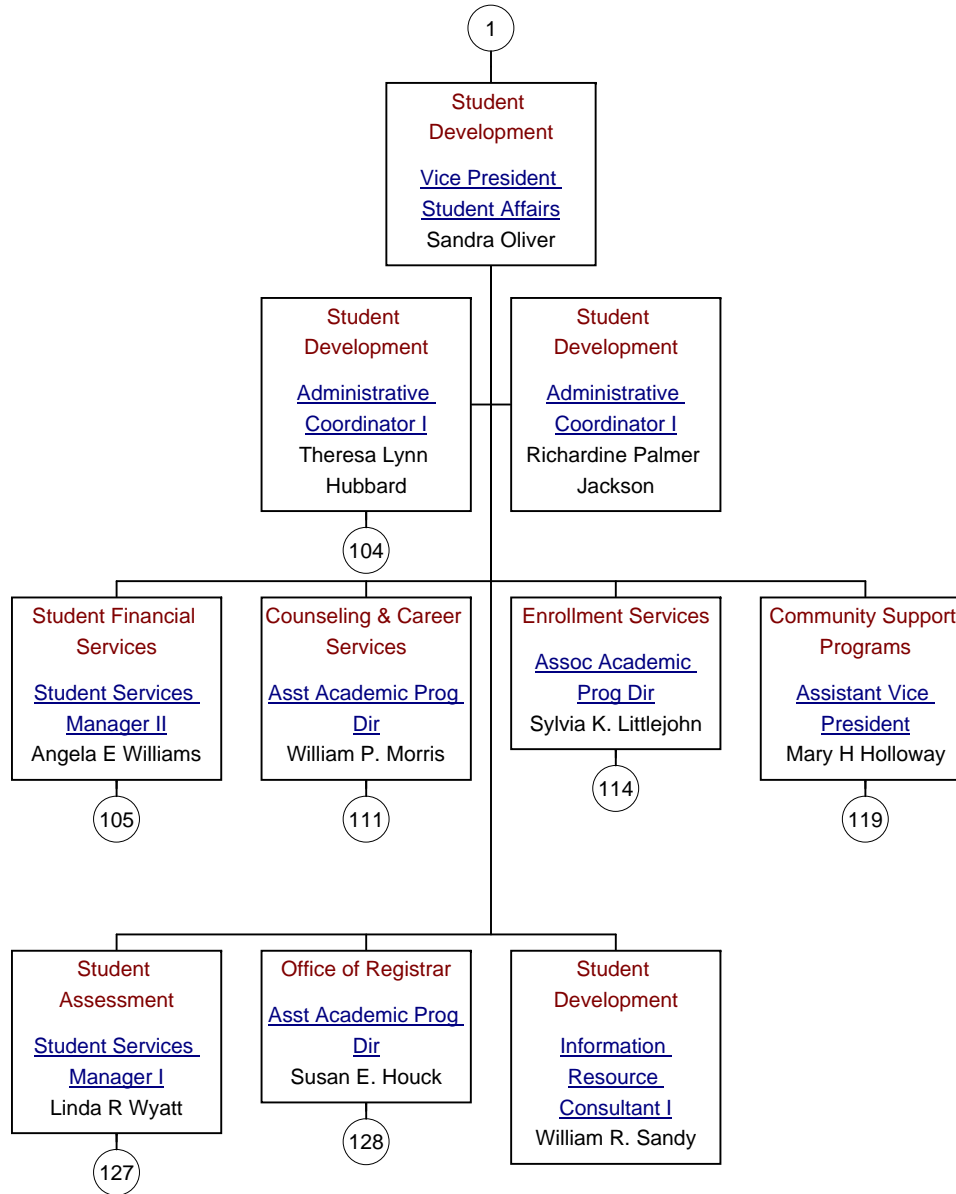 1
Student
Development
Vice President
Student Affairs
Sandra Oliver
Student
Development
Administrative
Coordinator I
Theresa Lynn
Hubbard
104
Student
Development
Administrative
Coordinator I
Richardine Palmer
Jackson
Student Financial
Services
Student Services
Manager II
Angela E Williams
105
Counseling & Career
Services
Asst Academic Prog
Dir
William P. Morris
111
Enrollment Services
Assoc Academic
Prog Dir
Sylvia K. Littlejohn
114
Community Support
Programs
Assistant Vice
President
Mary H Holloway
119
Student
Assessment
Student Services
Manager I
Linda R Wyatt
127
Office of Registrar
Asst Academic Prog
Dir
Susan E. Houck
128
Student
Development
Information
Resource
Consultant I
William R. Sandy